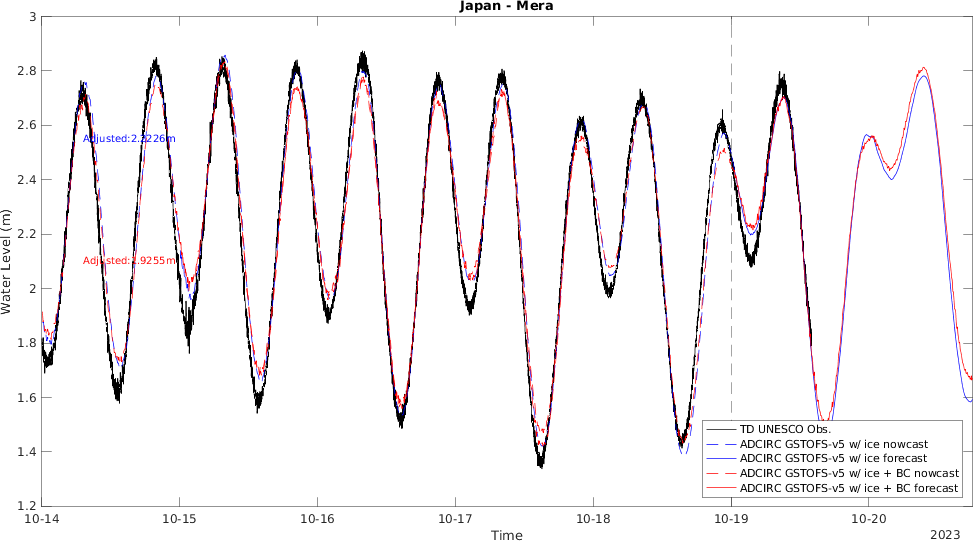 Japan - Mera
3
2.8
2.6
2.4
2.2
2
1.8
1.6
1.4
1.2
Water Level (m)
Adjusted:2.2226m
Adjusted:1.9255m
TD UNESCO Obs.
ADCIRC GSTOFS-v5 w/ ice nowcast
ADCIRC GSTOFS-v5 w/ ice forecast
ADCIRC GSTOFS-v5 w/ ice + BC nowcast
ADCIRC GSTOFS-v5 w/ ice + BC forecast
10-14 10-15 10-16 10-17 10-18 10-19 10-20
Time
2023